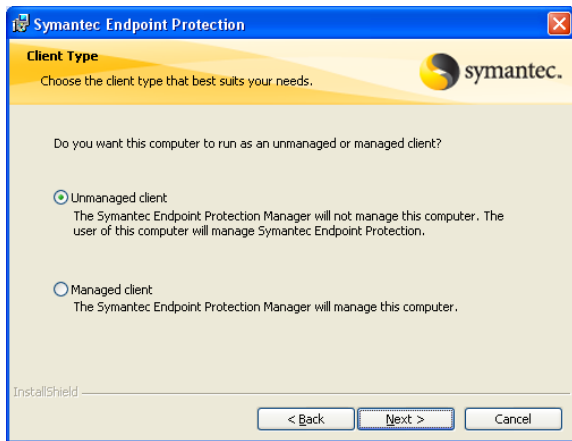 Symantec Endpoint Protection
Client Type
Choose the client type that best suits your needs.
symantec.
Do you want this computer to run as an unmanaged or managed client?
Unmanaged client
The Symantec Endpoint Protection Manager will not manage this computer. The
user of this computer will manage Symantec Endpoint Protection.
Managed client
The Symantec Endpoint Protection Manager will manage this computer.
InstallShield
< Back
Next >
Cancel